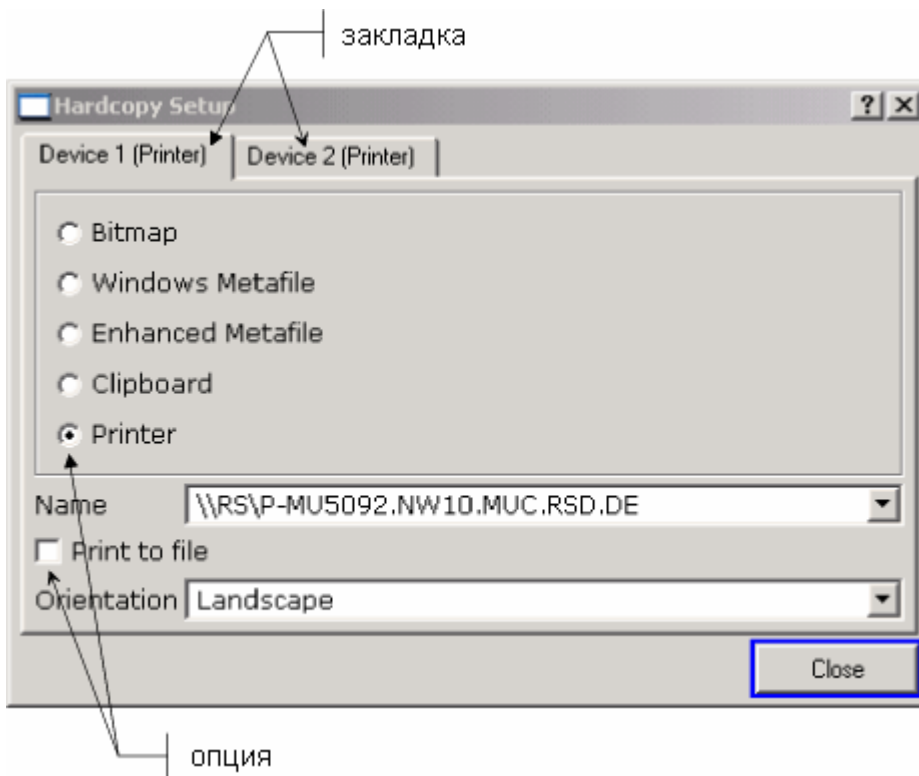 закладка
Hardcopy Setup
Device 1 (Printer) Device 2 (Printer)
Bitmap
Windows Metafile
Enhanced Metafile
Clipboard
Printer
Name \\RS\P-MU5092.NW10.MUC.RSD.DE
Print to file
Orientation Landscape
Close
опция